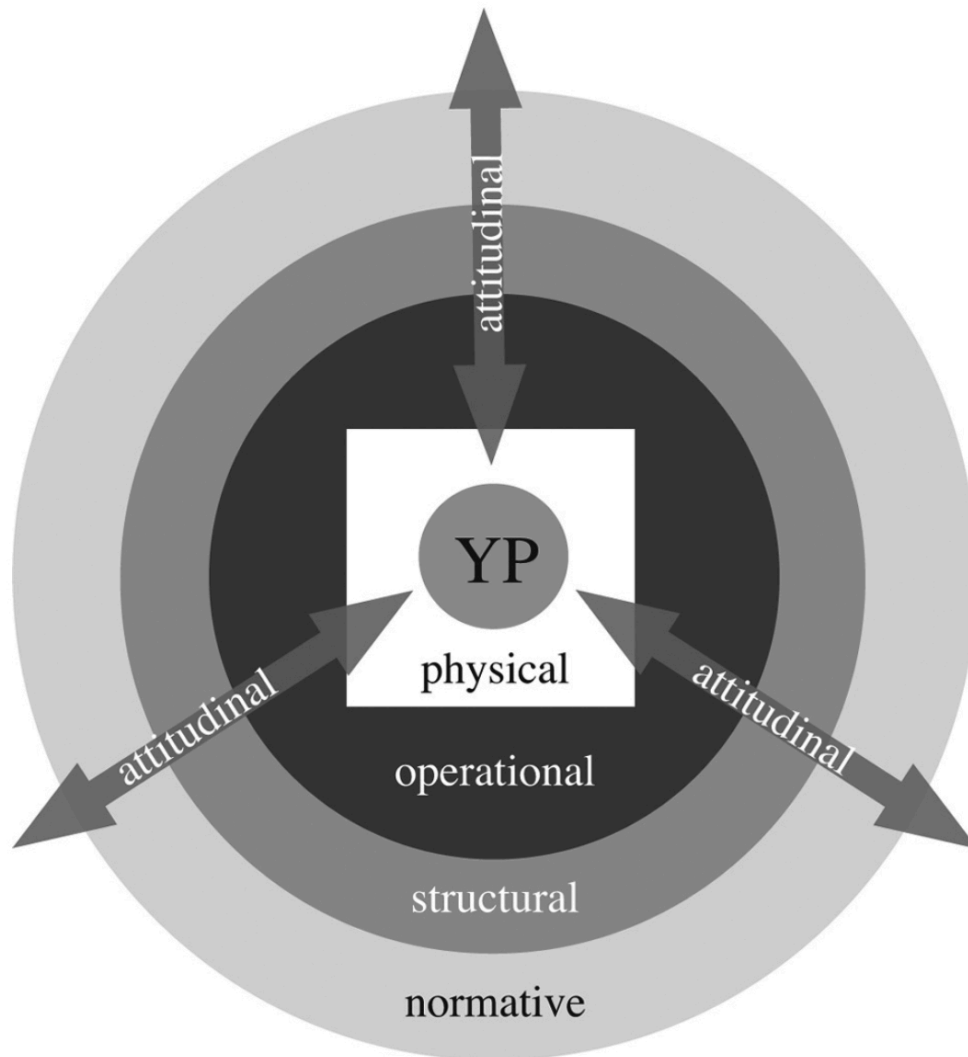 attitudinal
YP
physical
attitudinal
attitudinal
operational
structural
normative